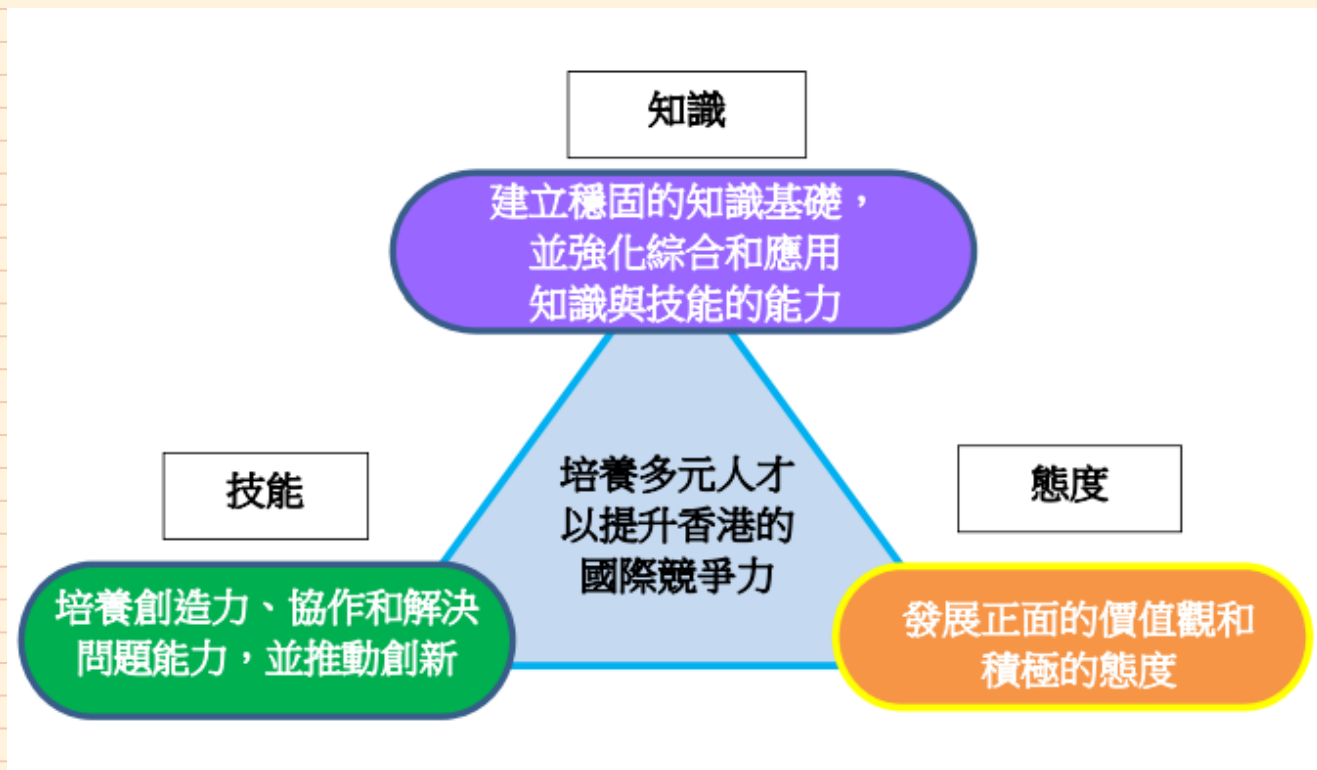 知識
建立穩固的知識基礎，
並強化綜合和應用
知識與技能的能力
培養多元人才
以提升香港的
國際競爭力
技能
培養創造力、協作和解決
問題能力，並推動創新
態度
發展正面的價值觀和
積極的態度